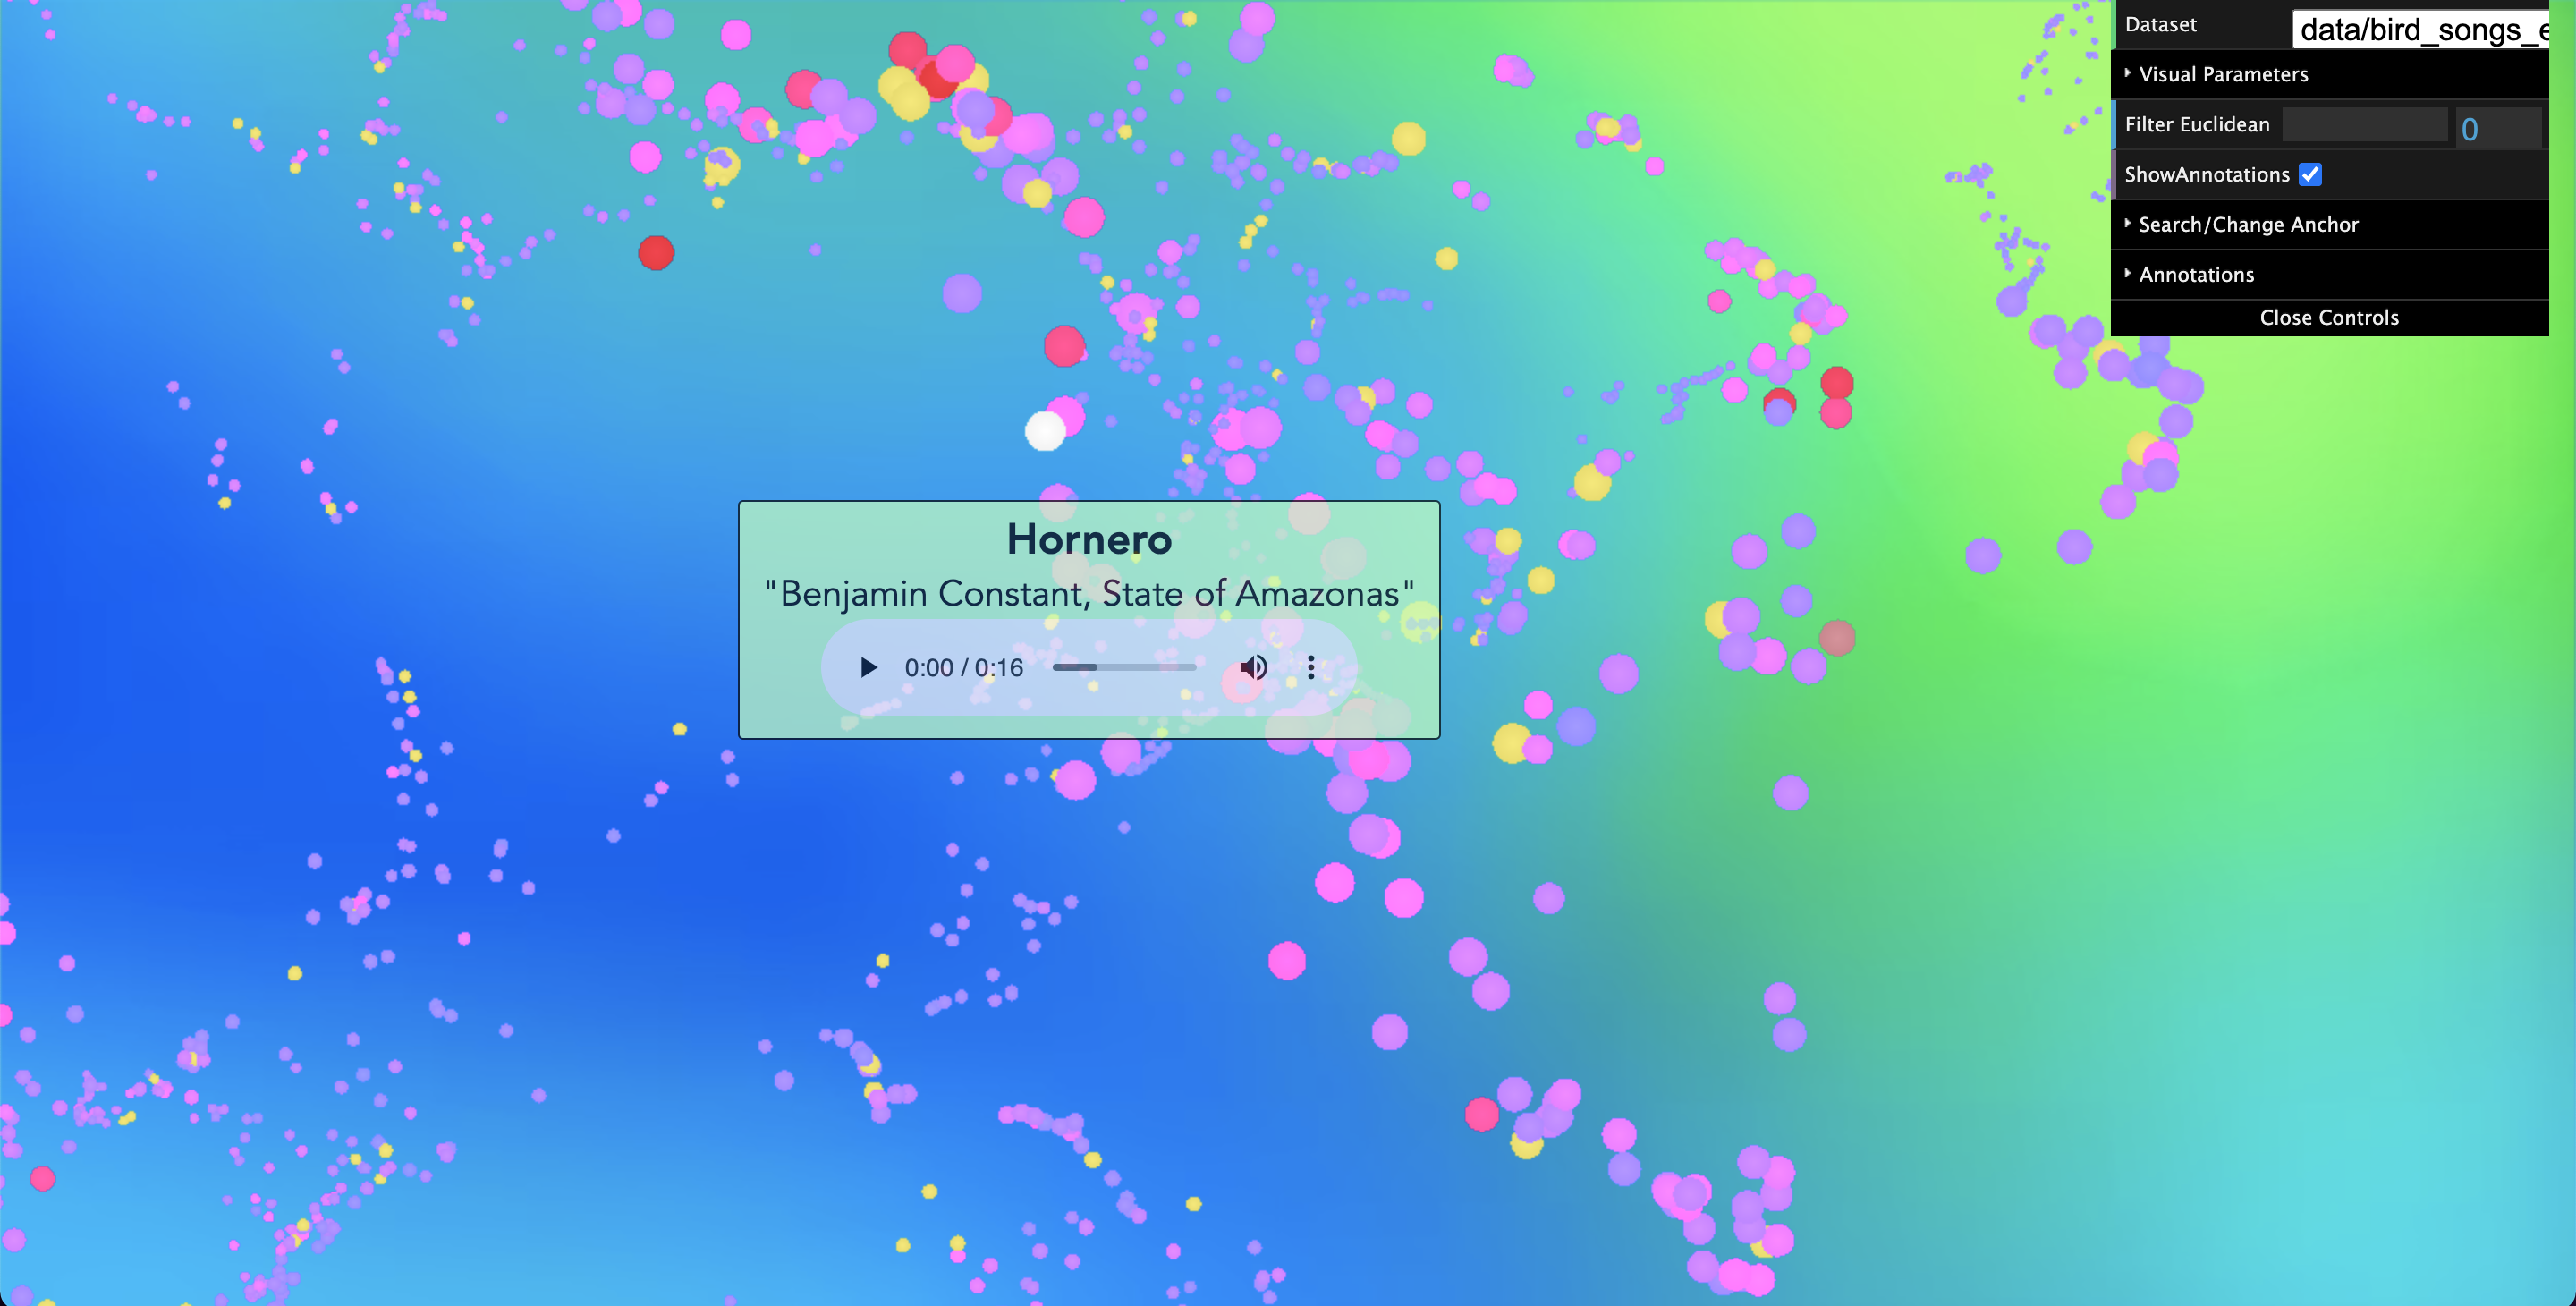 Dataset
data/bird_songs_e
Visual Parameters
Filter Euclidean
0
ShowAnnotations
Search/Change Anchor
Annotations
Close Controls
Hornero
"Benjamin Constant, State of Amazonas"
0:00 / 0:16